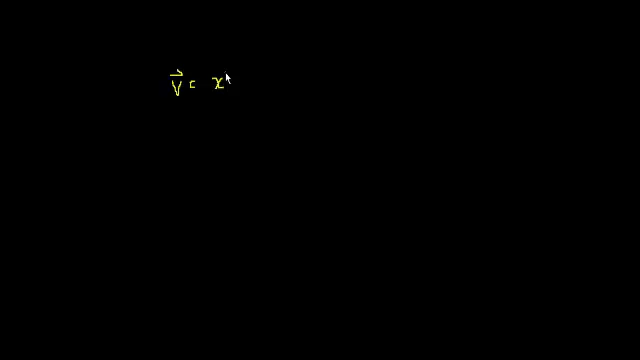 v⃗ = x